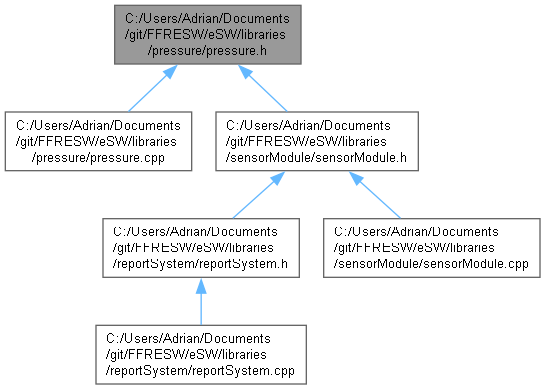 C:/Users/Adrian/Documents
/git/FFRESW/eSW/libraries
/pressure/pressure.h
C:/Users/Adrian/Documents
/git/FFRESW/eSW/libraries
/pressure/pressure.cpp
C:/Users/Adrian/Documents
/git/FFRESW/eSW/libraries
/sensorModule/sensorModule.h
C:/Users/Adrian/Documents
/git/FFRESW/eSW/libraries
/reportSystem/reportSystem.h
C:/Users/Adrian/Documents
/git/FFRESW/eSW/libraries
/sensorModule/sensorModule.cpp
C:/Users/Adrian/Documents
/git/FFRESW/eSW/libraries
/reportSystem/reportSystem.cpp